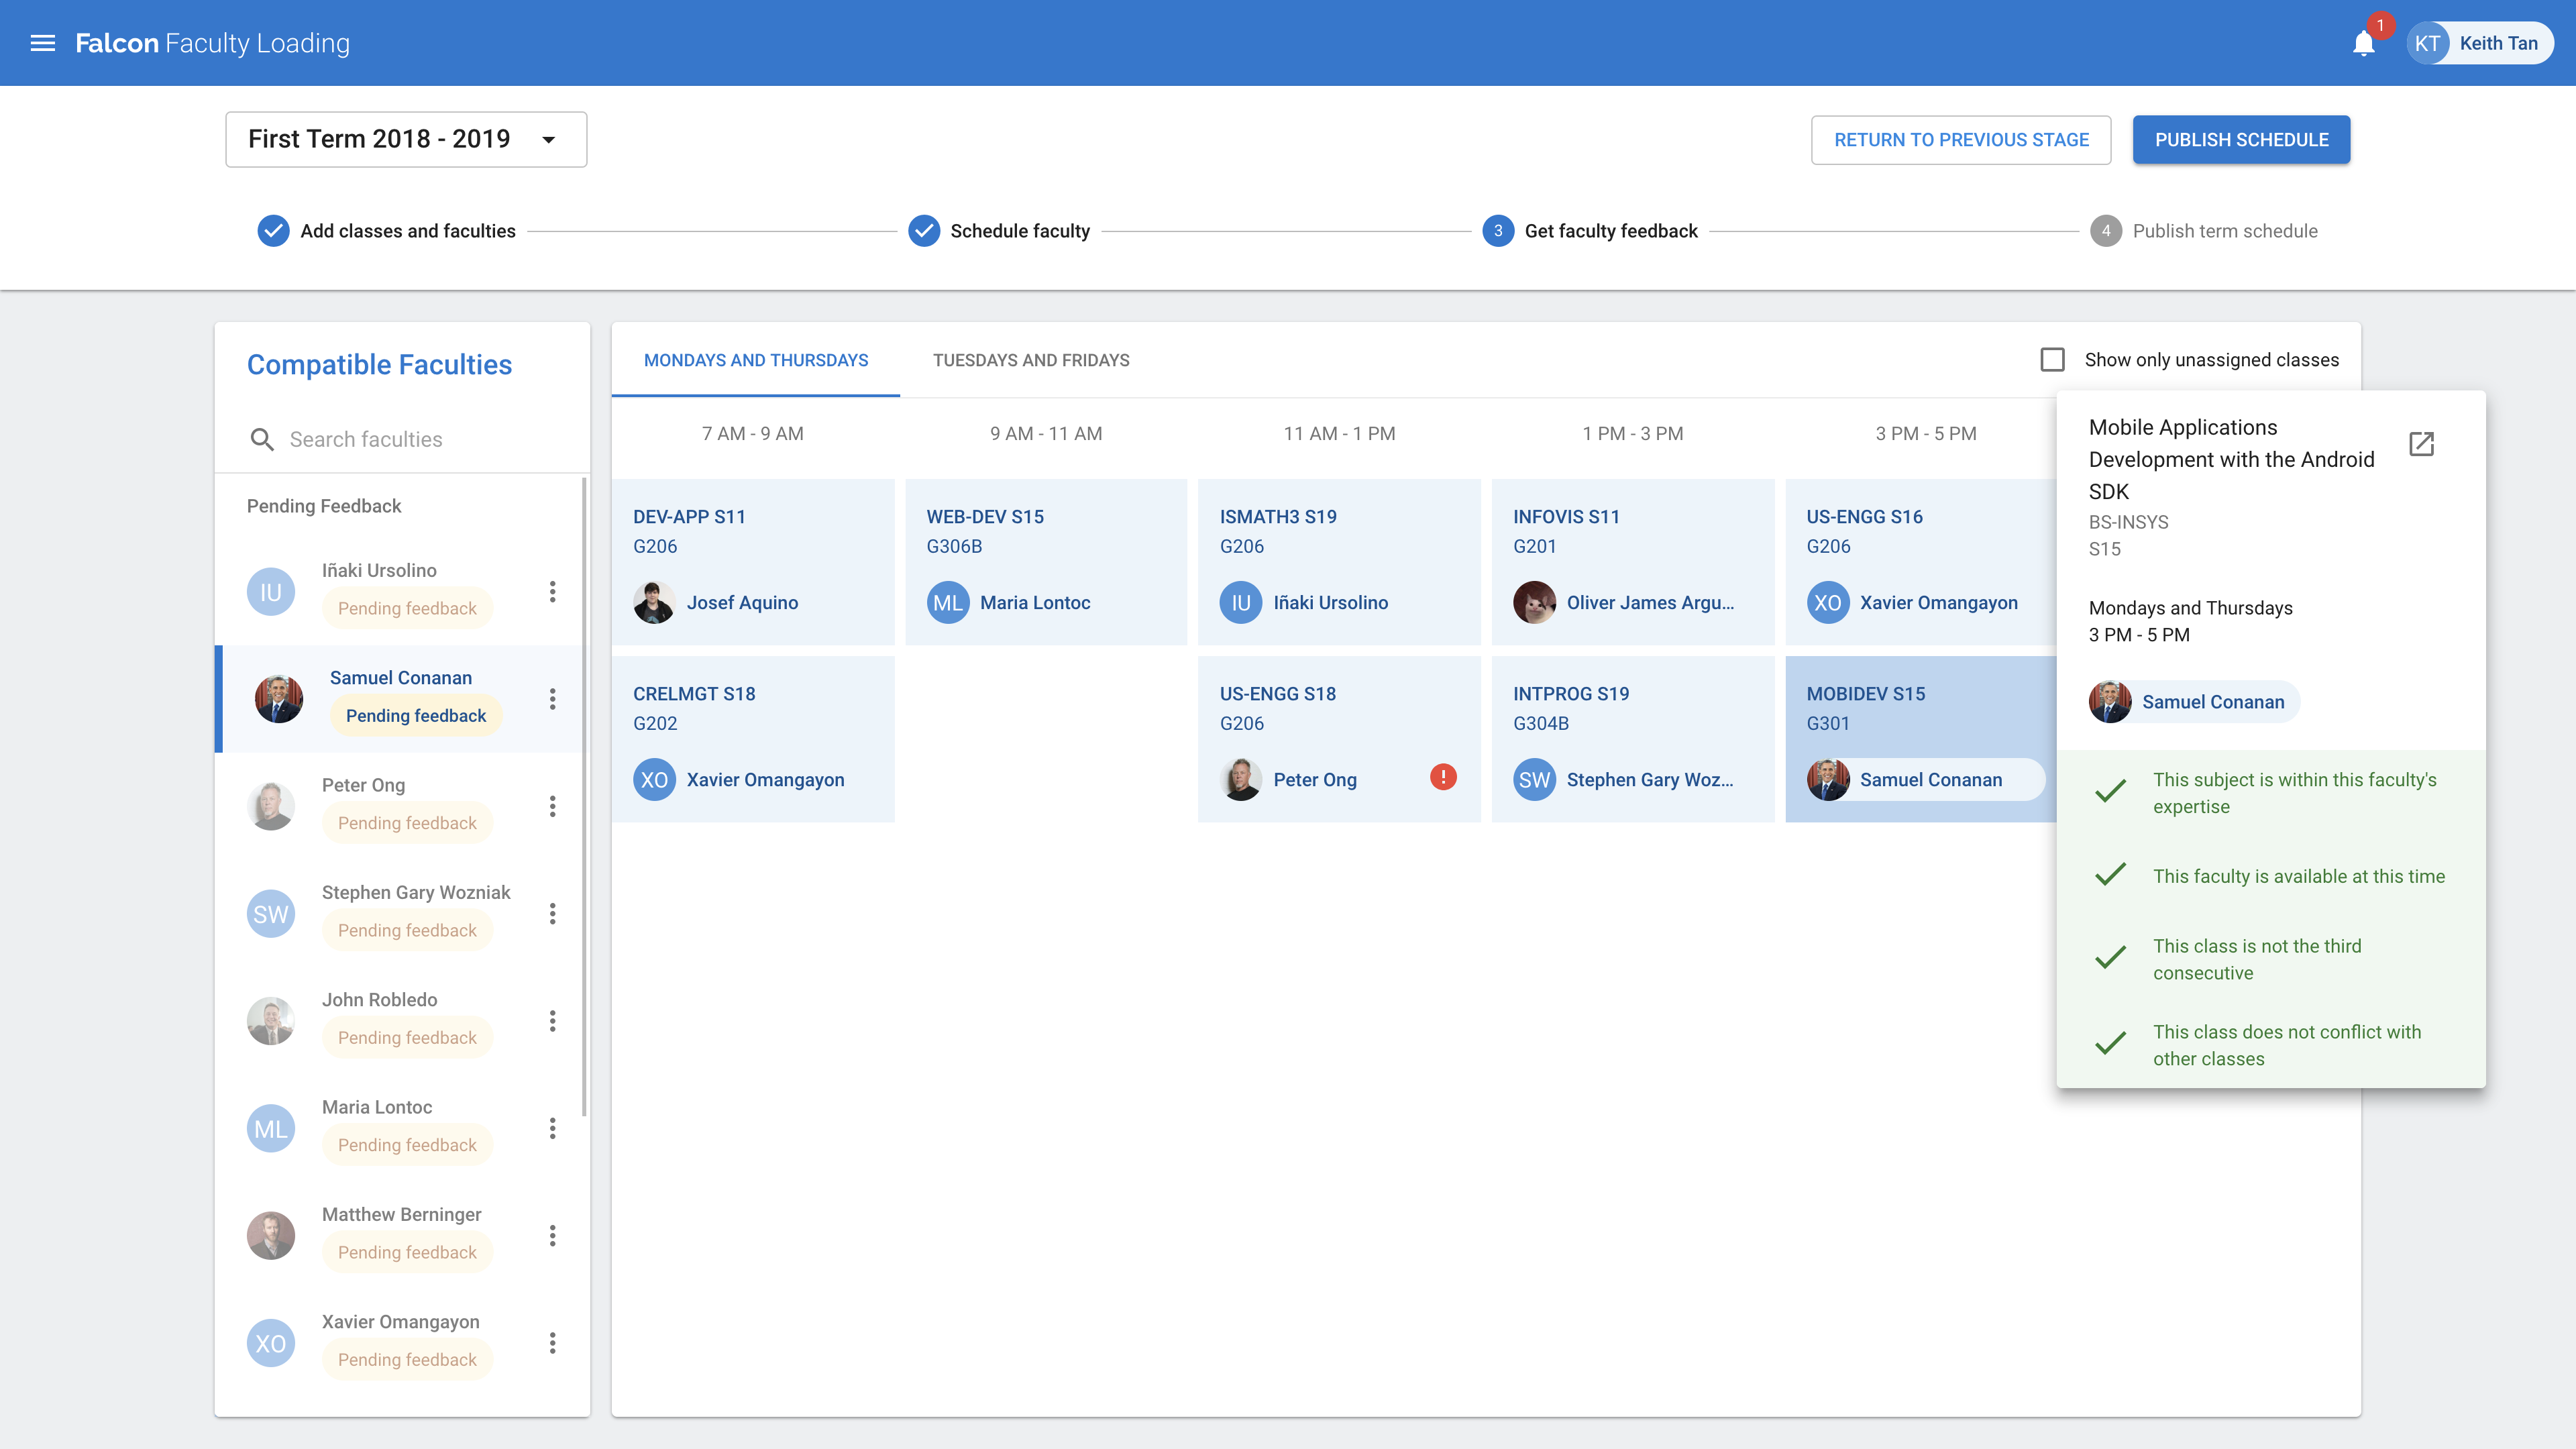 Falcon Faculty Loading
1
KT Keith Tan
First Term 2018 - 2019
RETURN TO PREVIOUS STAGE
PUBLISH SCHEDULE
Add classes and faculties
Schedule faculty
3 Get faculty feedback
4 Publish term schedule
Compatible Faculties
Search faculties
Pending Feedback
IU Iñaki Ursolino
Pending feedback
Samuel Conanan
Pending feedback
Peter Ong
Pending feedback
SW Stephen Gary Wozniak
Pending feedback
John Robledo
Pending feedback
ML Maria Lontoc
Pending feedback
Matthew Berninger
Pending feedback
XO Xavier Omangayon
Pending feedback
MONDAYS AND THURSDAYS
TUESDAYS AND FRIDAYS
Show only unassigned classes
7 AM - 9 AM
9 AM - 11 AM
11 AM - 1 PM
1 PM - 3 PM
3 PM - 5 PM
DEV-APP S11
G206
Josef Aquino
WEB-DEV S15
G306B
ML Maria Lontoc
ISMATH3 S19
G206
IU Iñaki Ursolino
INFOVIS S11
G201
Oliver James Argu...
US-ENGG S16
G206
XO Xavier Omangayon
CRELMGT S18
G202
XO Xavier Omangayon
US-ENGG S18
G206
Peter Ong !
INTPROG S19
G304B
SW Stephen Gary Woz...
MOBIDEV S15
G301
Samuel Conanan
Mobile Applications
Development with the Android
SDK
BS-INSYS
S15
Mondays and Thursdays
3 PM - 5 PM
Samuel Conanan
This subject is within this faculty's
expertise
This faculty is available at this time
This class is not the third
consecutive
This class does not conflict with
other classes